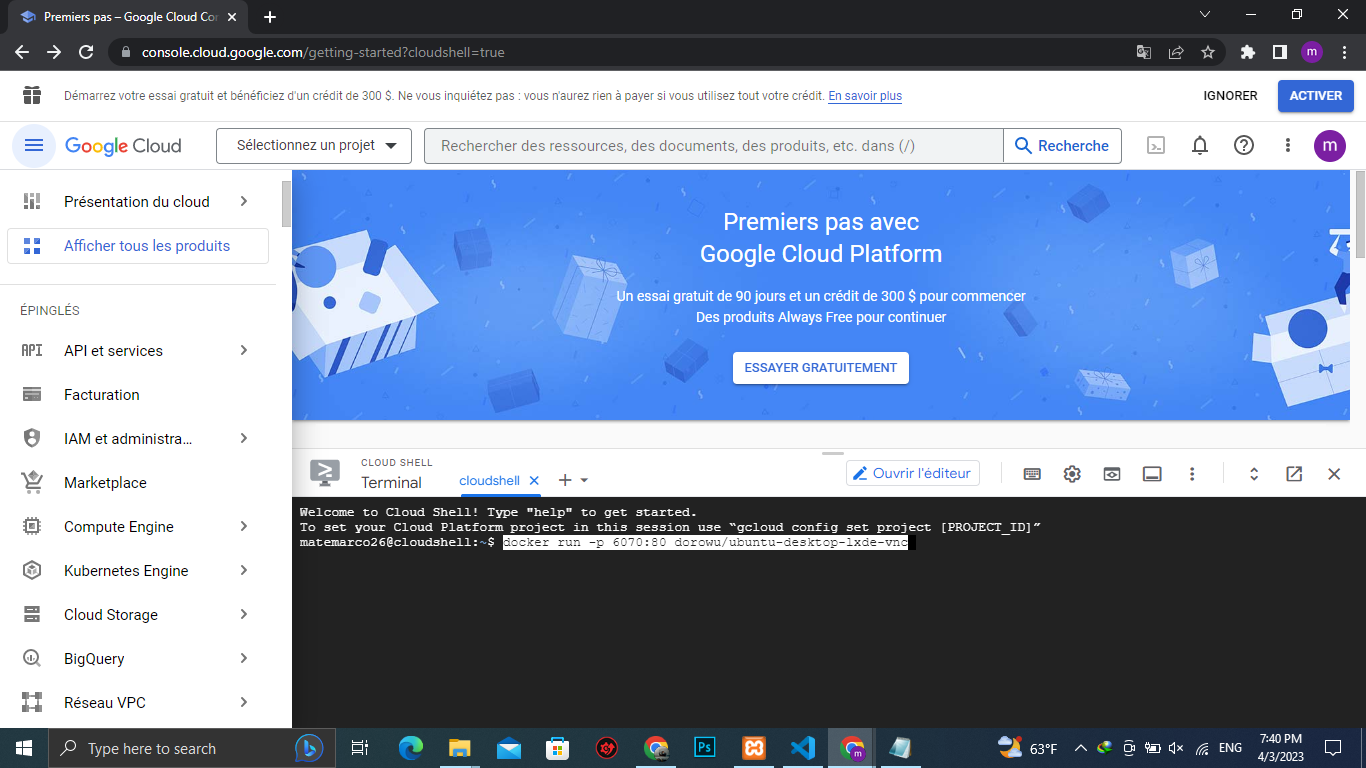 Premiers pas – Google Cloud Con
console.cloud.google.com/getting-started?cloudshell=true
m
Démarrez votre essai gratuit et bénéficiez d'un crédit de 300 $. Ne vous inquiétez pas : vous n'aurez rien à payer si vous utilisez tout votre crédit. En savoir plus
IGNORER
ACTIVER
Google Cloud
Sélectionnez un projet
Rechercher des ressources, des documents, des produits, etc. dans (/)
Recherche
m
Présentation du cloud
Afficher tous les produits
ÉPINGLÉS
API API et services
Facturation
IAM et administra...
Marketplace
Compute Engine
Kubernetes Engine
Cloud Storage
BigQuery
Réseau VPC
Premiers pas avec
Google Cloud Platform
Un essai gratuit de 90 jours et un crédit de 300 $ pour commencer
Des produits Always Free pour continuer
ESSAYER GRATUITEMENT
CLOUD SHELL
Terminal
cloudshell
Ouvrir l'éditeur
Welcome to Cloud Shell! Type "help" to get started.
To set your Cloud Platform project in this session use “gcloud config set project [PROJECT_ID]”
matemarco26@cloudshell:~$ docker run -p 6070:80 dorowu/ubuntu-desktop-lxde-vnc
Type here to search
Ps
m
63°F
ENG
7:40 PM
4/3/2023